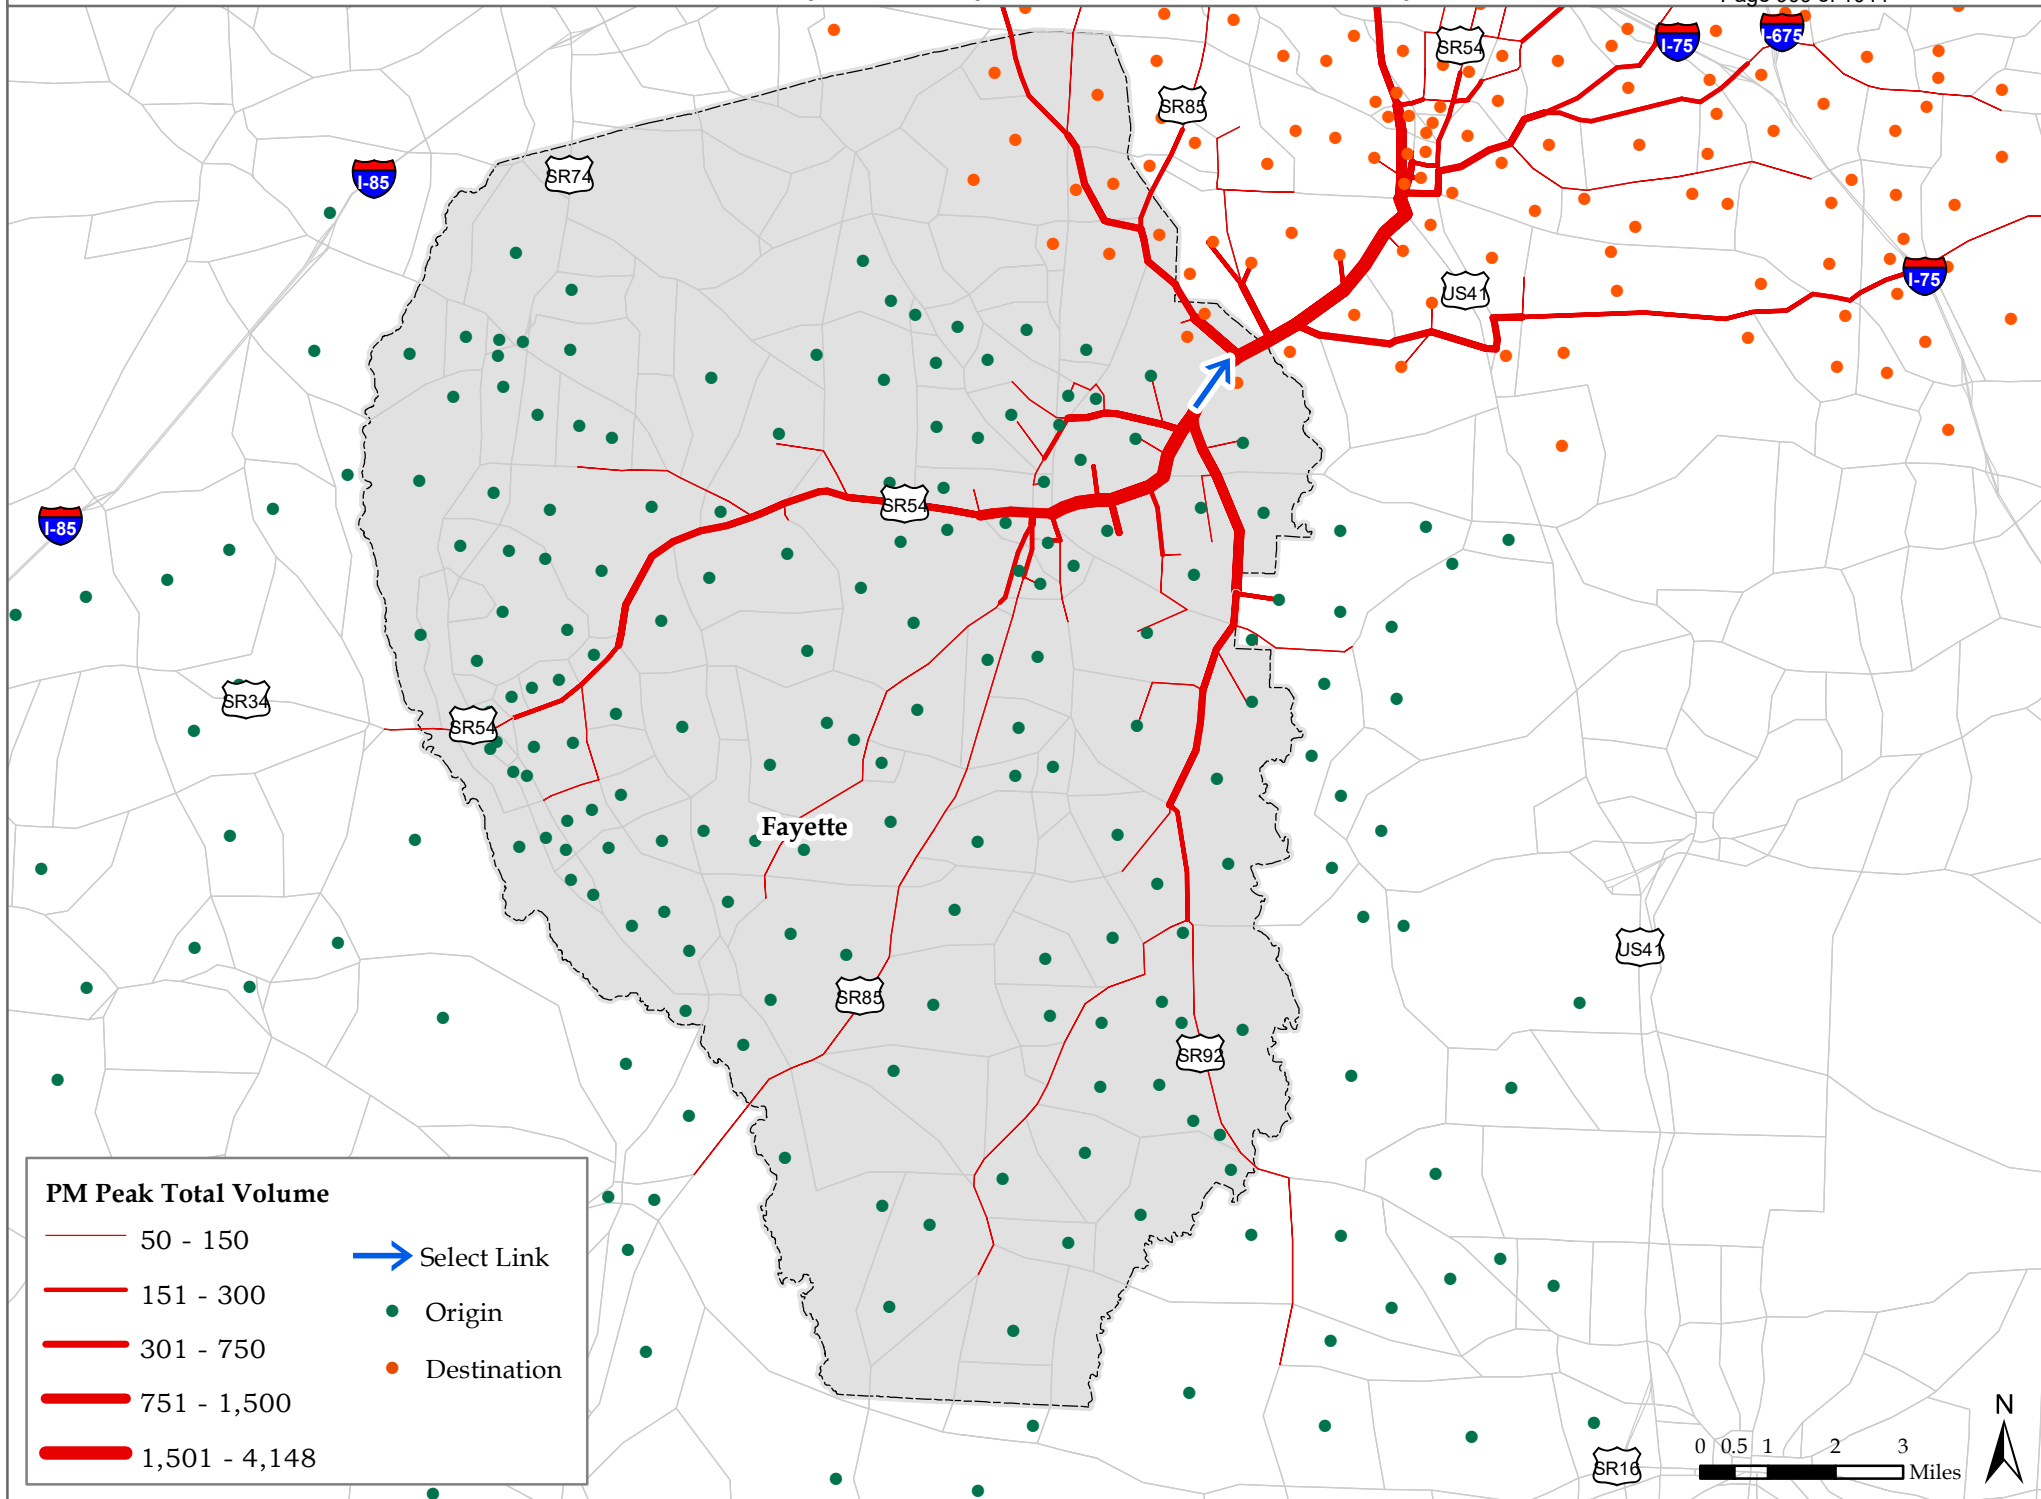 I-75
I-675
SR54
SR85
I-85
SR74
I-75
US41
SR54
I-85
SR34
SR54
Fayette
US41
SR85
SR92
PM Peak Total Volume
50 - 150
151 - 300
301 - 750
751 - 1,500
1,501 - 4,148
Select Link
Origin
Destination
N
0 0.5 1 2 3
Miles
SR16